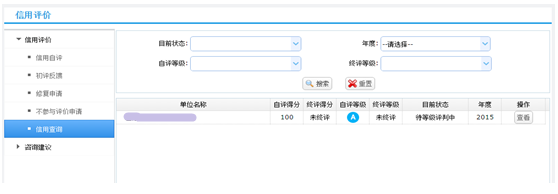 信用评价
信用评价
信用自评
初评反馈
修复申请
不参与评价申请
信用查询
咨询建议
目前状态：
年度： --请选择--
自评等级：
终评等级：
搜索 重置
单位名称 自评得分 终评得分 自评等级 终评等级 目前状态 年度 操作
100 未终评 A 未终评 待等级评判中 2015 查看